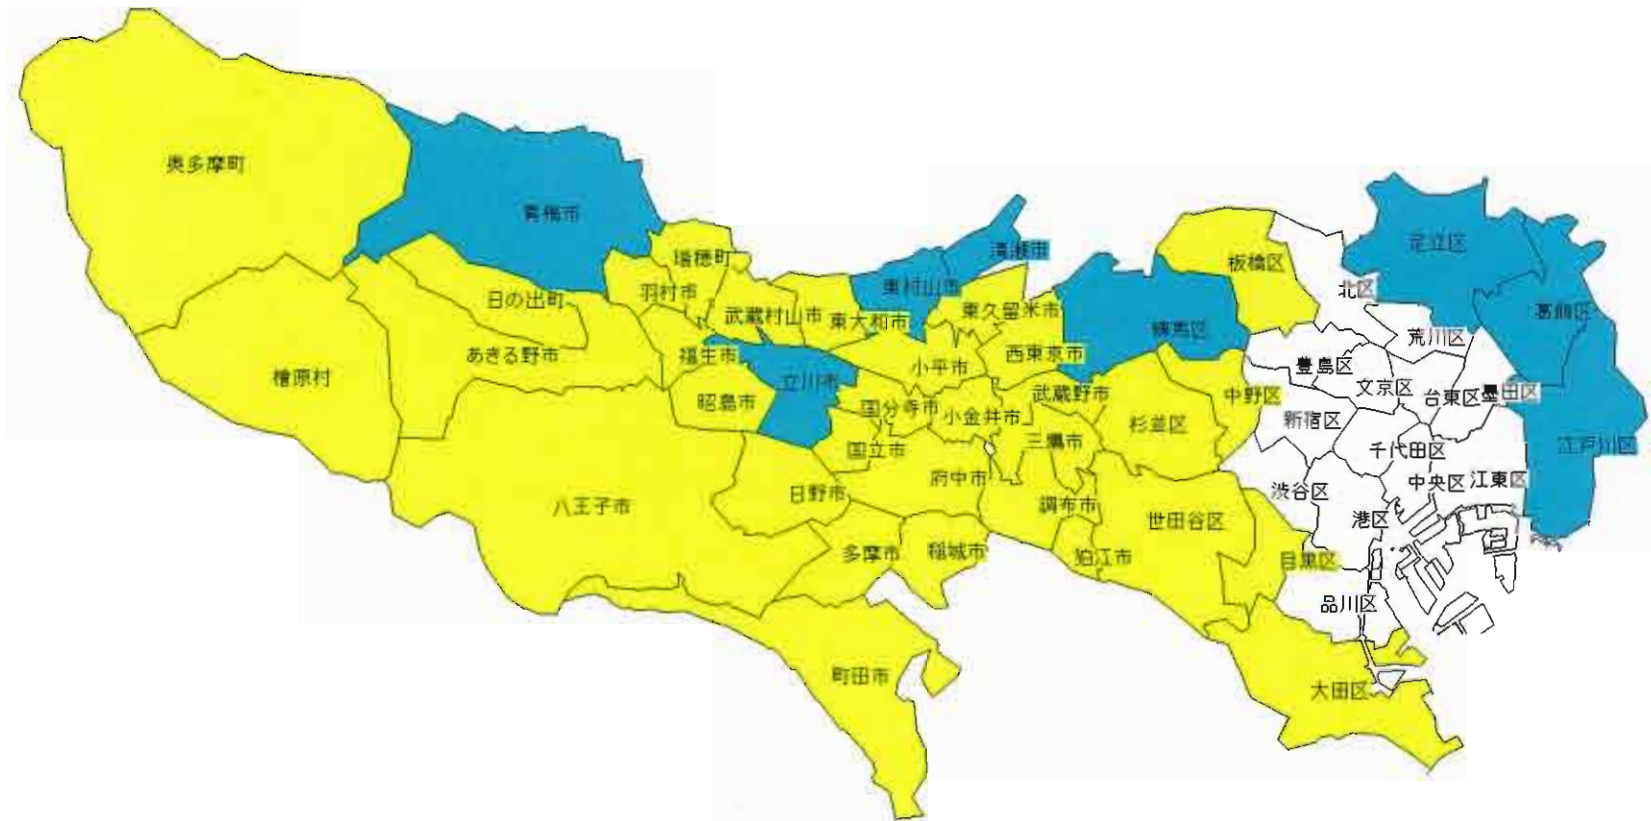 奥多摩町
青梅市
足立区
清瀬市
瑞穂町
板橋区
東村山市
北区
羽村市
日の出町
東久留米市
葛飾区
武蔵村山市
東大和市
練馬区
荒川区
あきる野市
福生市
西東京市
小平市
豊島区
檜原村
立川市
文京区
武蔵野市
中野区
墨田区
台東区
昭島市
国分寺市
小金井市
新宿区
杉並区
三鷹市
江戸川区
国立市
千代田区
府中市
江東区
中央区
渋谷区
日野市
八王子市
調布市
世田谷区
港区
多摩市
稲城市
狛江市
目黒区
品川区
町田市
大田区